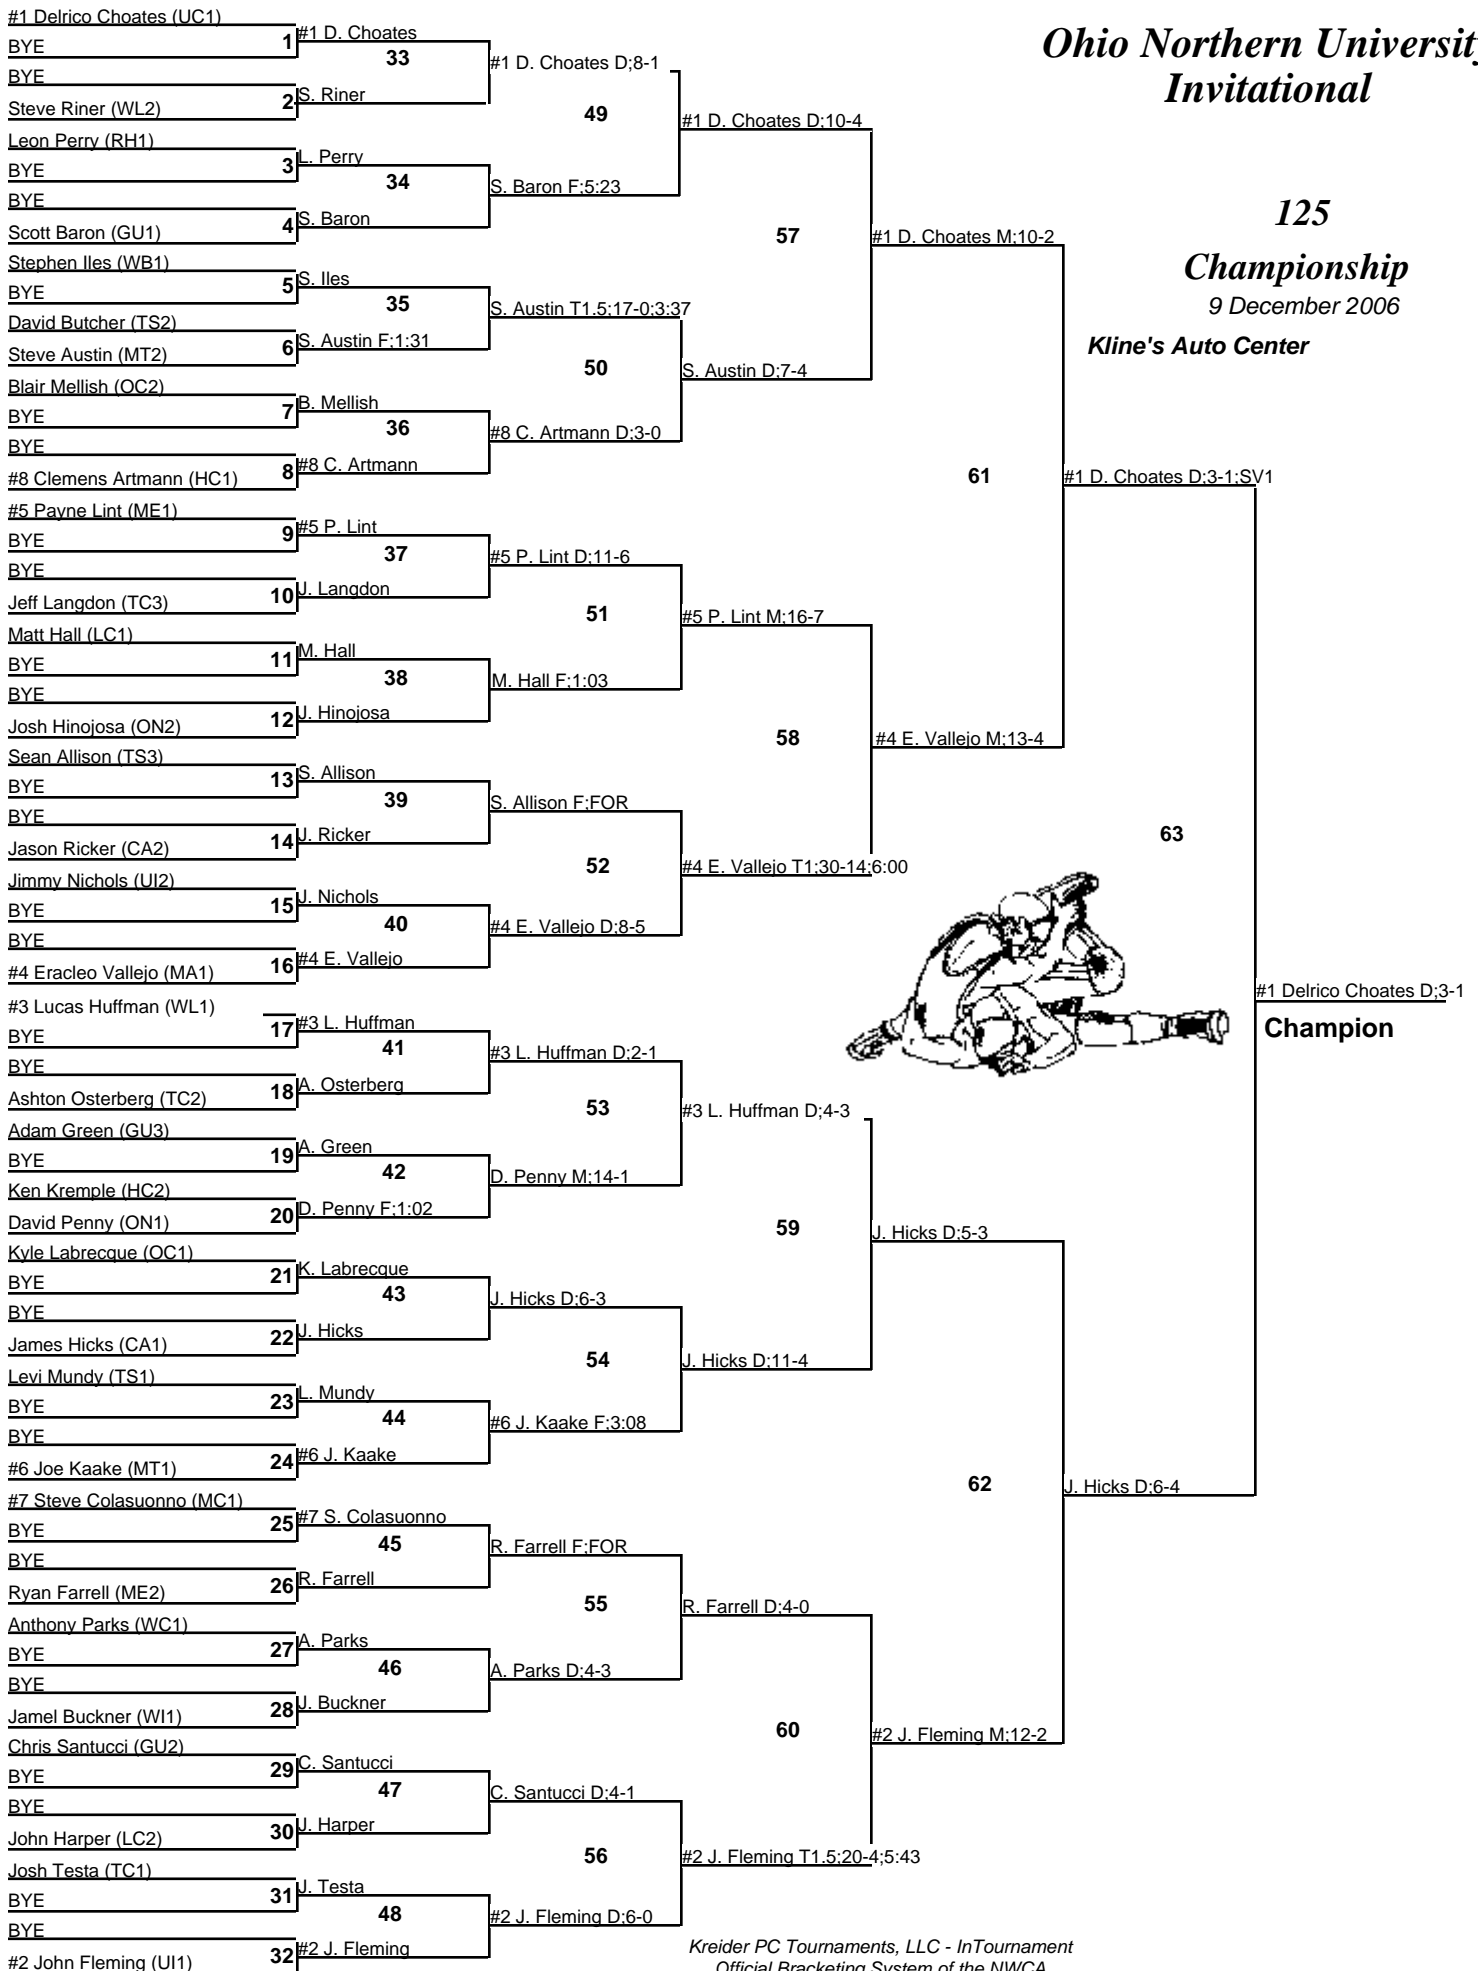 #1 Delrico Choates (UC1)
BYE
1
BYE
Steve Riner (WL2)
2
Leon Perry (RH1)
BYE
3
BYE
Scott Baron (GU1)
4
Stephen Iles (WB1)
BYE
5
David Butcher (TS2)
Steve Austin (MT2)
6
Blair Mellish (OC2)
BYE
7
BYE
#8 Clemens Artmann (HC1)
8
#5 Payne Lint (ME1)
BYE
9
BYE
Jeff Langdon (TC3)
10
Matt Hall (LC1)
BYE
11
BYE
Josh Hinojosa (ON2)
12
Sean Allison (TS3)
BYE
13
BYE
Jason Ricker (CA2)
14
Jimmy Nichols (UI2)
BYE
15
BYE
#4 Eracleo Vallejo (MA1)
16
#3 Lucas Huffman (WL1)
BYE
17
BYE
Ashton Osterberg (TC2)
18
Adam Green (GU3)
BYE
19
Ken Kremple (HC2)
David Penny (ON1)
20
Kyle Labrecque (OC1)
BYE
21
BYE
James Hicks (CA1)
22
Levi Mundy (TS1)
BYE
23
BYE
#6 Joe Kaake (MT1)
24
#7 Steve Colasuonno (MC1)
BYE
25
BYE
Ryan Farrell (ME2)
26
Anthony Parks (WC1)
BYE
27
BYE
Jamel Buckner (WI1)
28
Chris Santucci (GU2)
BYE
29
BYE
John Harper (LC2)
30
Josh Testa (TC1)
BYE
31
BYE
#2 John Fleming (UI1)
32
#1 D. Choates
33
S. Riner
L. Perry
34
S. Baron
S. Iles
35
S. Austin F;1:31
B. Mellish
36
#8 C. Artmann
#5 P. Lint
37
J. Langdon
M. Hall
38
J. Hinojosa
S. Allison
39
J. Ricker
J. Nichols
40
#4 E. Vallejo
#3 L. Huffman
41
A. Osterberg
A. Green
42
D. Penny F;1:02
K. Labrecque
43
J. Hicks
L. Mundy
44
#6 J. Kaake
#7 S. Colasuonno
45
R. Farrell
A. Parks
46
J. Buckner
C. Santucci
47
J. Harper
J. Testa
48
#2 J. Fleming
#1 D. Choates D;8-1
49
S. Baron F;5:23
S. Austin T1.5;17-0;3:37
50
#8 C. Artmann D;3-0
#5 P. Lint D;11-6
51
M. Hall F;1:03
S. Allison F;FOR
52
#4 E. Vallejo D;8-5
#3 L. Huffman D;2-1
53
D. Penny M;14-1
J. Hicks D;6-3
54
#6 J. Kaake F;3:08
R. Farrell F;FOR
55
A. Parks D;4-3
C. Santucci D;4-1
56
#2 J. Fleming D;6-0
#1 D. Choates D;10-4
57
S. Austin D;7-4
#5 P. Lint M;16-7
58
#4 E. Vallejo T1;30-14;6:00
#3 L. Huffman D;4-3
59
J. Hicks D;11-4
R. Farrell D;4-0
60
#2 J. Fleming T1.5;20-4;5:43
#1 D. Choates M;10-2
61
#4 E. Vallejo M;13-4
J. Hicks D;5-3
62
#2 J. Fleming M;12-2
#1 D. Choates D;3-1;SV1
63
J. Hicks D;6-4
#1 Delrico Choates D;3-1
Champion
Ohio Northern University
Invitational
125
Championship
9 December 2006
Kline's Auto Center
Kreider PC Tournaments, LLC - InTournament
Official Bracketing System of the NWCA